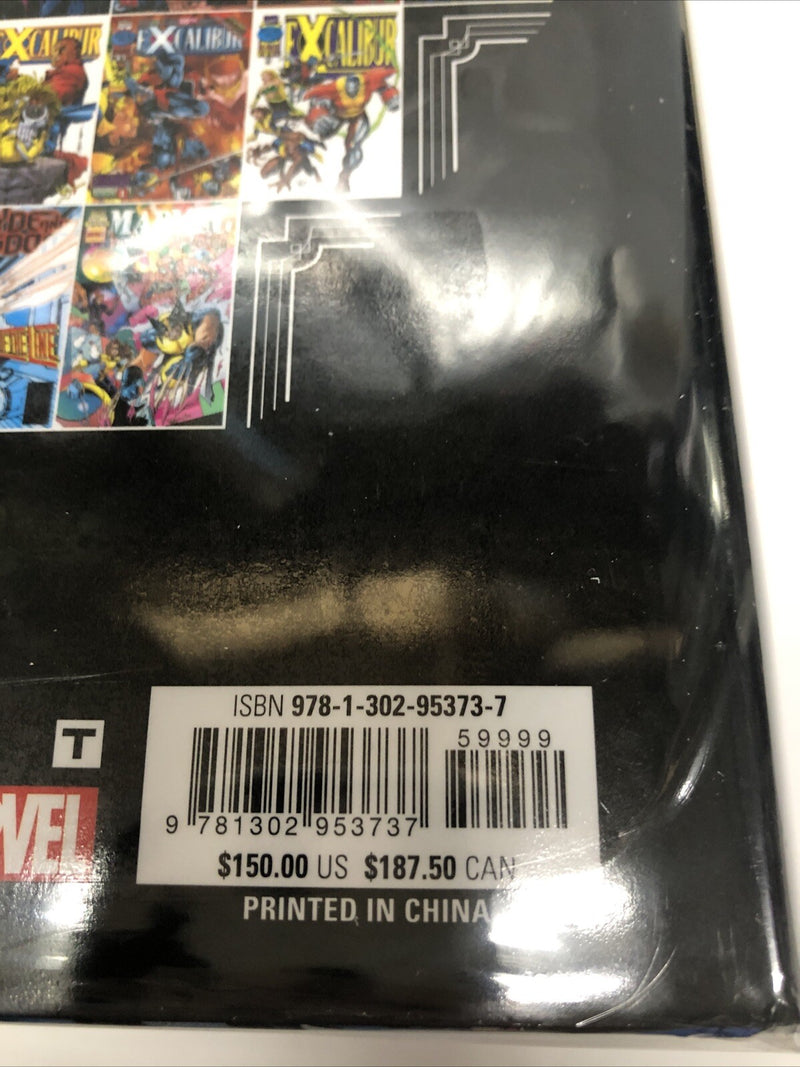 EXCALIBUR
EXCALIBUR
EXCALIBUR
ISBN 978-1-302-95373-7
59999
9 781302 953737
$150.00 US $187.50 CAN
PRINTED IN CHINA
T